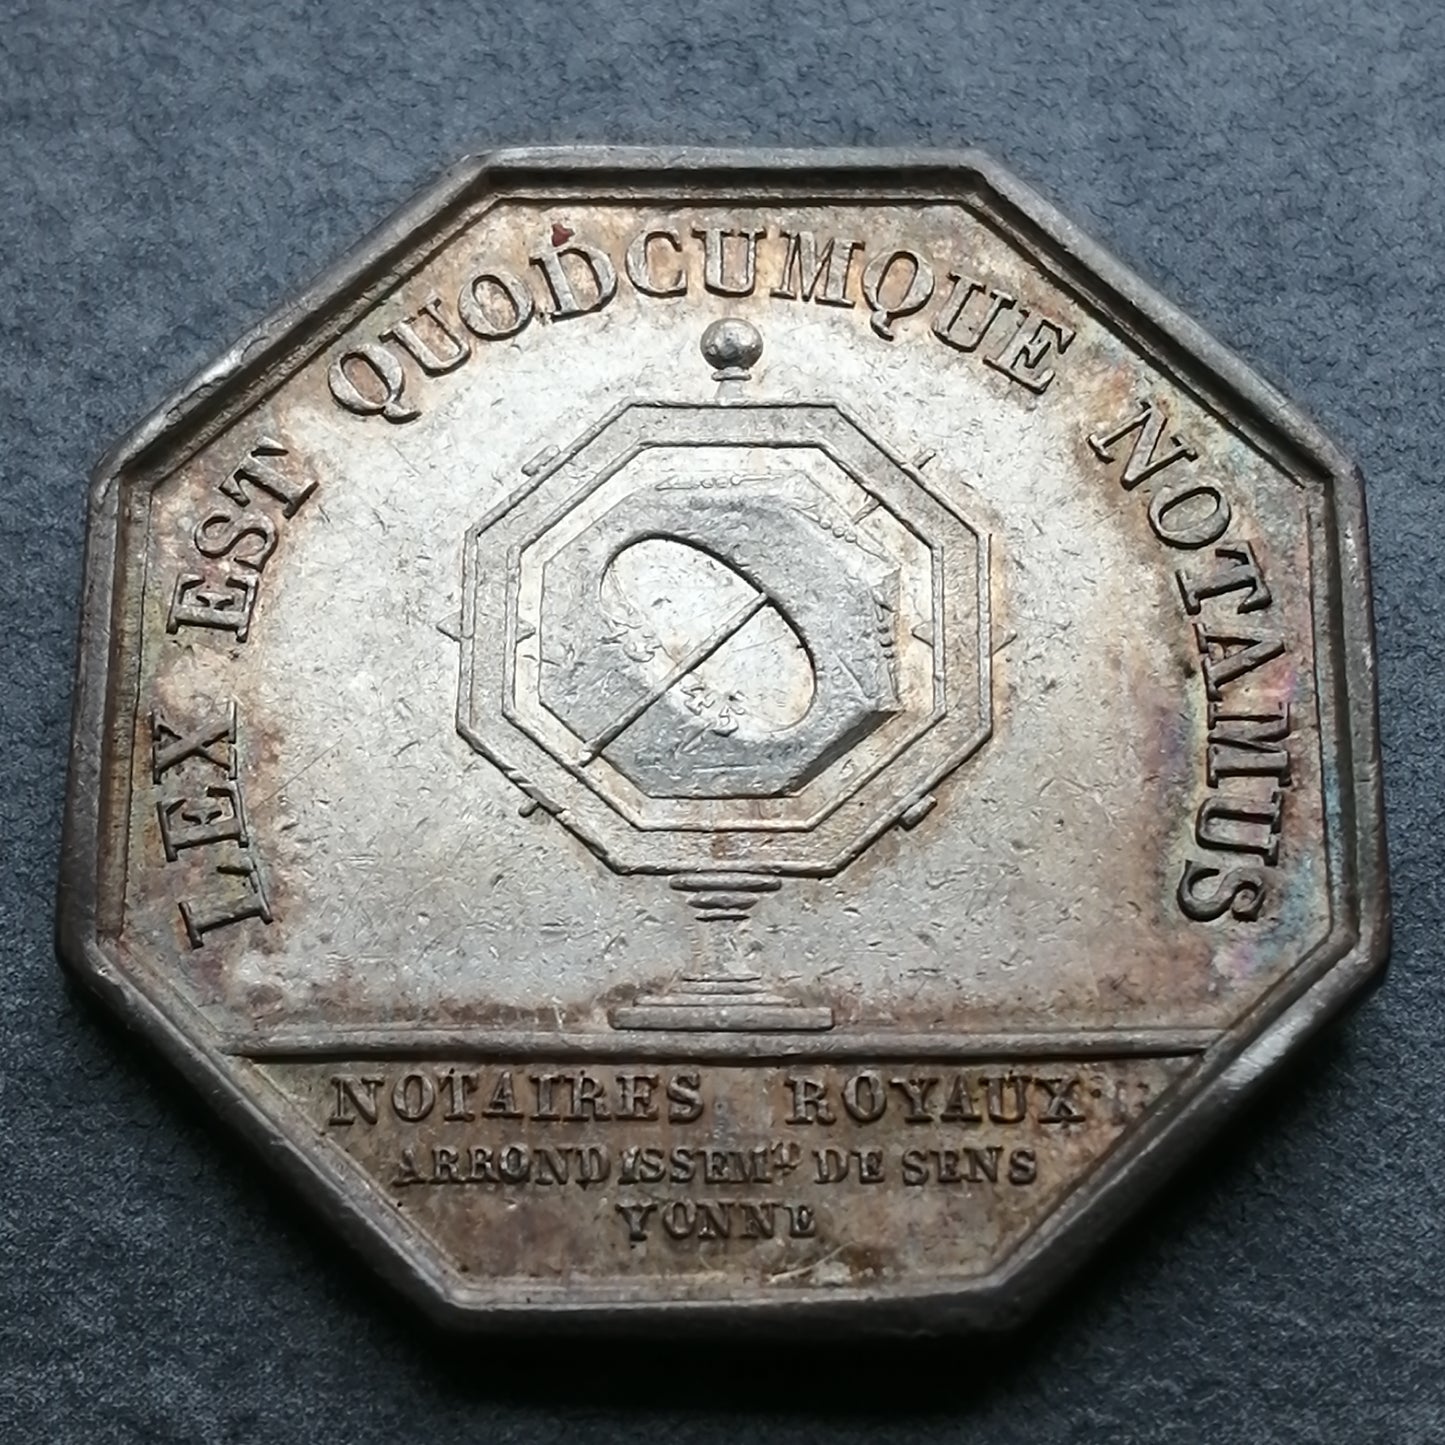 LEX EST QUODCUMQUE NOTAMUS
NOTAIRES ROYAUX
ARRONDISSEMT DE SENS
YONNE